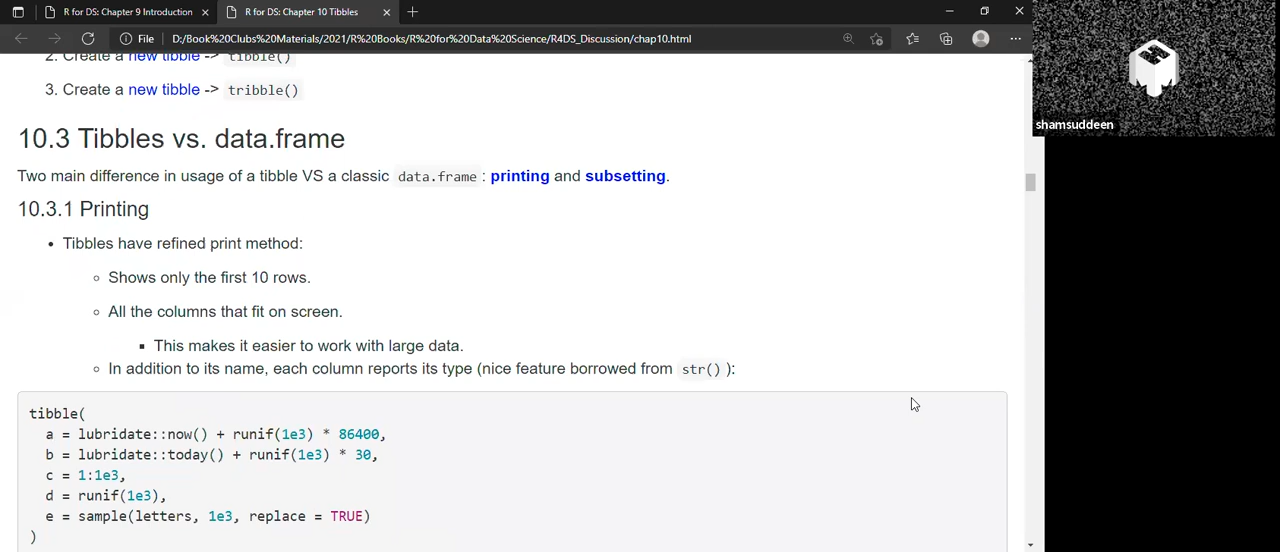 R for DS: Chapter 9 Introduction
R for DS: Chapter 10 Tibbles
File D:/Book%20Clubs%20Materials/2021/R%20Books/R%20for%20Data%20Science/R4DS_Discussion/chap10.html
shamsuddeen
2. Create a new tibble -> tibble()
3. Create a new tibble -> tribble()
10.3 Tibbles vs. data.frame
Two main difference in usage of a tibble VS a classic data.frame : printing and subsetting.
10.3.1 Printing
• Tibbles have refined print method:
◦ Shows only the first 10 rows.
◦ All the columns that fit on screen.
▪ This makes it easier to work with large data.
◦ In addition to its name, each column reports its type (nice feature borrowed from str() ):
tibble(
a = lubridate::now() + runif(1e3) * 86400,
b = lubridate::today() + runif(1e3) * 30,
c = 1:1e3,
d = runif(1e3),
e = sample(letters, 1e3, replace = TRUE)
)